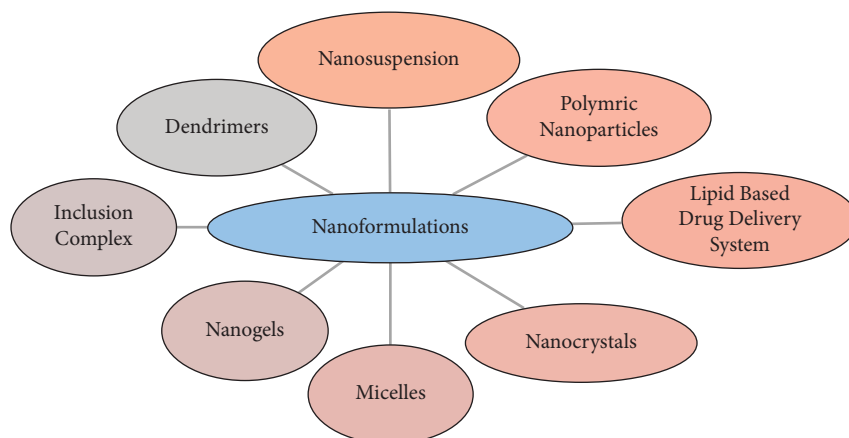 Nanosuspension
Polymric
Nanoparticles
Dendrimers
Lipid Based
Drug Delivery
System
Inclusion
Complex
Nanoformulations
Nanogels
Nanocrystals
Micelles